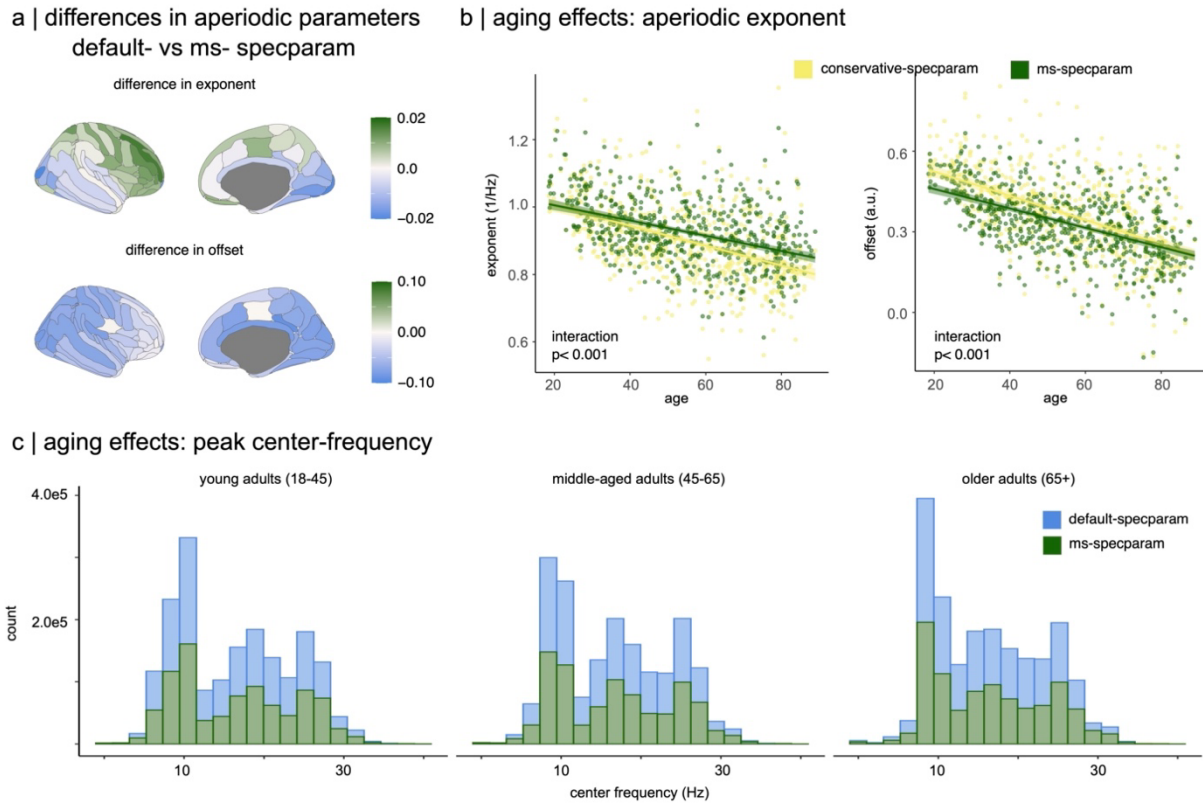 a | differences in aperiodic parameters
default- vs ms- specparam
difference in exponent
0.02
0.0
−0.02
difference in offset
0.10
0.00
−0.10
b | aging effects: aperiodic exponent
conservative-specparam
ms-specparam
exponent (1/Hz)
1.2
1.0
0.8
0.6
interaction
p< 0.001
20 40 60 80
age
offset (a.u.)
0.6
0.3
0.0
interaction
p< 0.001
20 40 60 80
age
c | aging effects: peak center-frequency
young adults (18-45)
middle-aged adults (45-65)
older adults (65+)
default-specparam
ms-specparam
count
4.0e5
2.0e5
10 30
10 30
10 30
center frequency (Hz)